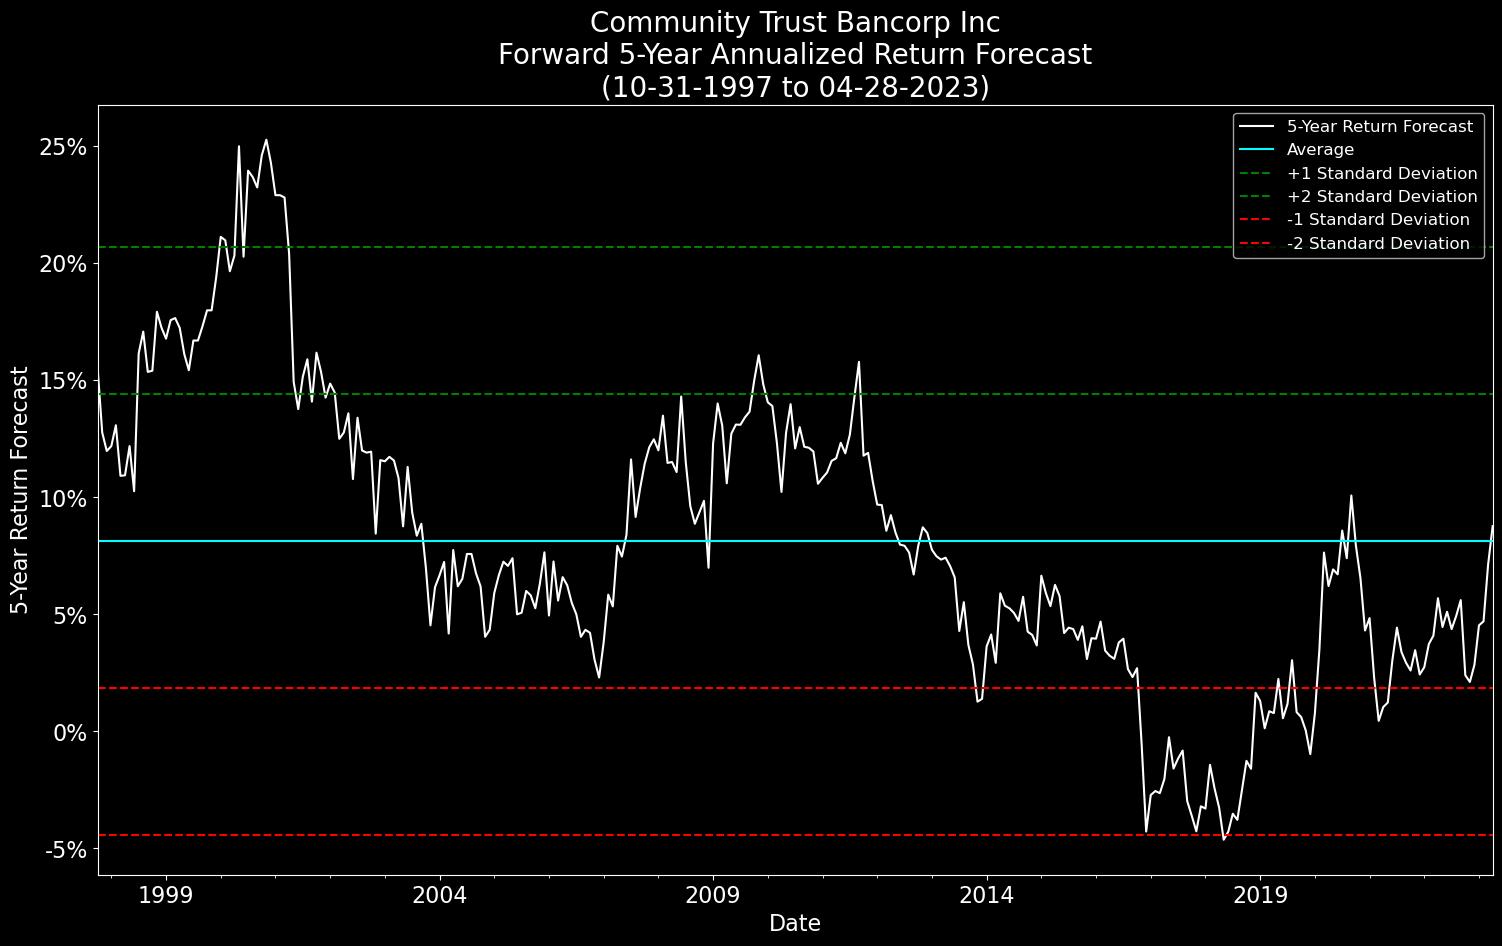 Community Trust Bancorp Inc
Forward 5-Year Annualized Return Forecast
(10-31-1997 to 04-28-2023)
5-Year Return Forecast
Average
+1 Standard Deviation
+2 Standard Deviation
-1 Standard Deviation
-2 Standard Deviation
5-Year Return Forecast
25%
20%
15%
10%
5%
0%
-5%
1999 2004 2009 2014 2019
Date